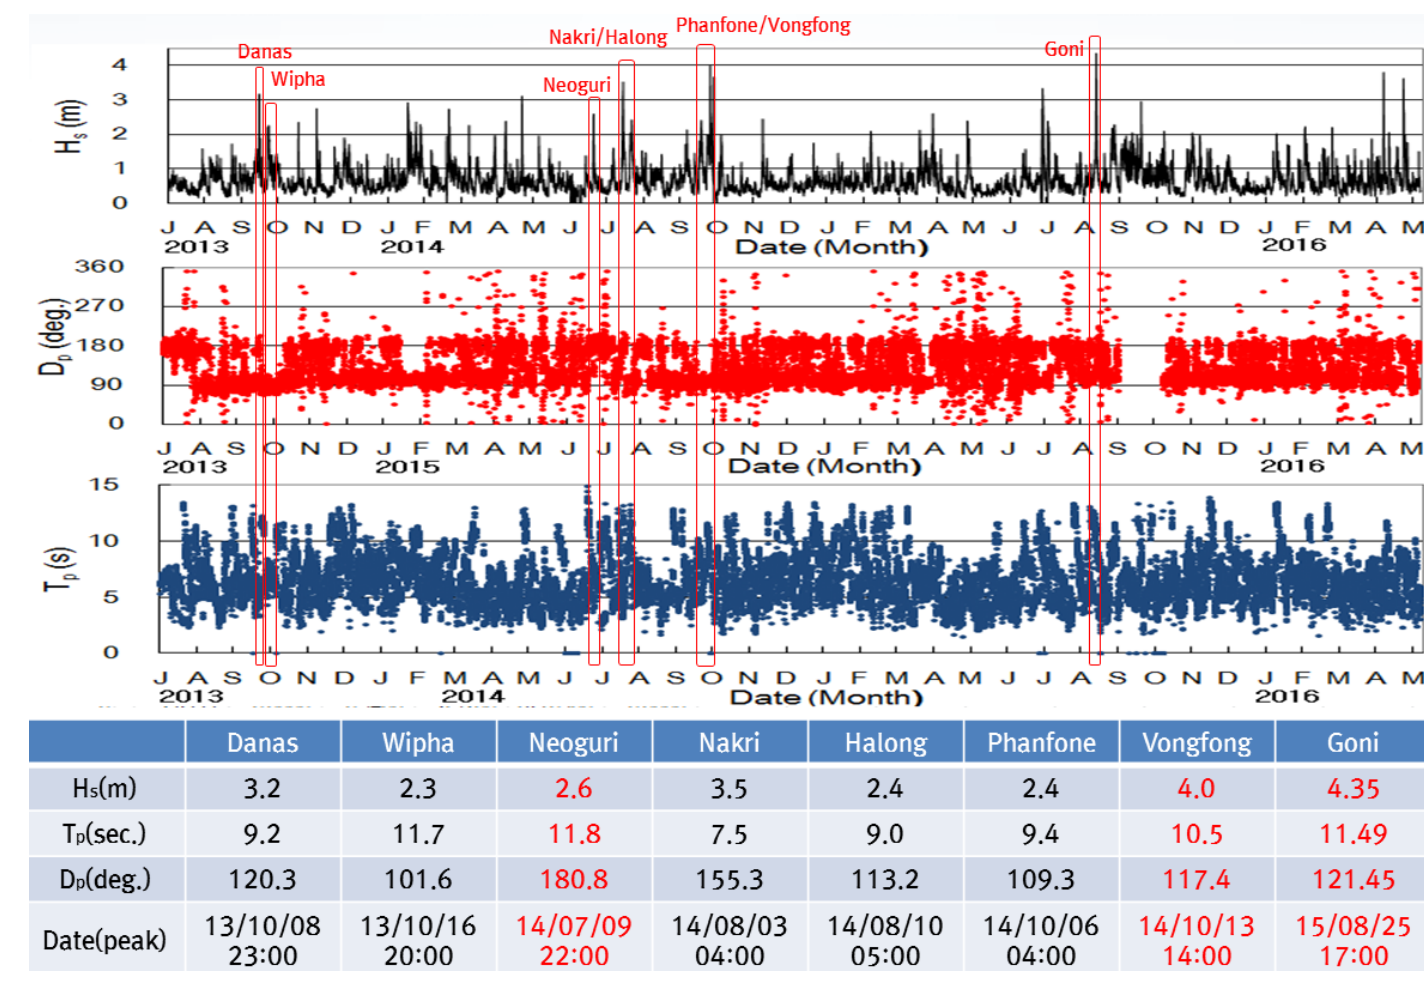 Phanfone/Vongfong
Nakri/Halong
Goni
Danas
Wipha
Neoguri
Hs (m)
4
3
2
1
0
J A S O N D J F M A M J J A S O N D J F M A M J J A S O N D J F M A M
2013 2014 Date (Month) 2016
Dp (deg.)
360
270
180
90
0
J A S O N D J F M A M J J A S O N D J F M A M J J A S O N D J F M A M
2013 2015 Date (Month) 2016
Tp (s)
15
10
5
0
J A S O N D J F M A M J J A S O N D J F M A M J J A S O N D J F M A M
2013 2014 Date (Month) 2016
Danas Wipha Neoguri Nakri Halong Phanfone Vongfong Goni
Hs(m) 3.2 2.3 2.6 3.5 2.4 2.4 4.0 4.35
Tp(sec.) 9.2 11.7 11.8 7.5 9.0 9.4 10.5 11.49
Dp(deg.) 120.3 101.6 180.8 155.3 113.2 109.3 117.4 121.45
Date(peak) 13/10/08 13/10/16 14/07/09 14/08/03 14/08/10 14/10/06 14/10/13 15/08/25
23:00 20:00 22:00 04:00 05:00 04:00 14:00 17:00